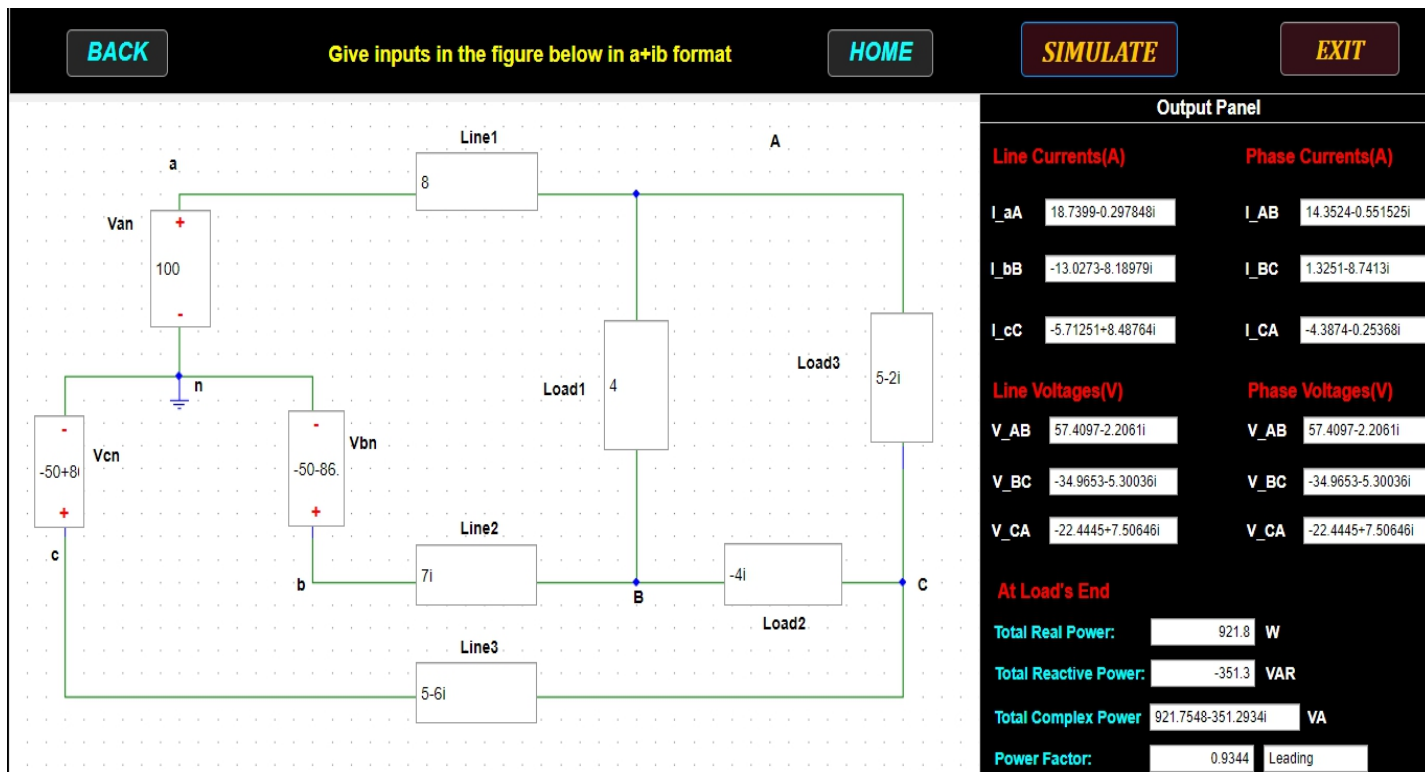 BACK
Give inputs in the figure below in a+ib format
HOME
SIMULATE
EXIT
Line1
A
a
8
Van
+
100
-
n
Load1
4
Load3
5-2i
-
Vcn
-50+8
+
c
-
Vbn
-50-86.
+
b
Line2
7i
B
-4i
C
Load2
Line3
5-6i
Output Panel
Line Currents(A)
Phase Currents(A)
I_aA 18.7399-0.297848i
I_AB 14.3524-0.551525i
I_bB -13.0273-8.18979i
I_BC 1.3251-8.7413i
I_cC -5.71251+8.48764i
I_CA -4.3874-0.25368i
Line Voltages(V)
Phase Voltages(V)
V_AB 57.4097-2.2061i
V_AB 57.4097-2.2061i
V_BC -34.9653-5.30036i
V_BC -34.9653-5.30036i
V_CA -22.4445+7.50646i
V_CA -22.4445+7.50646i
At Load's End
Total Real Power: 921.8 W
Total Reactive Power: -351.3 VAR
Total Complex Power 921.7548-351.2934i VA
Power Factor: 0.9344 Leading